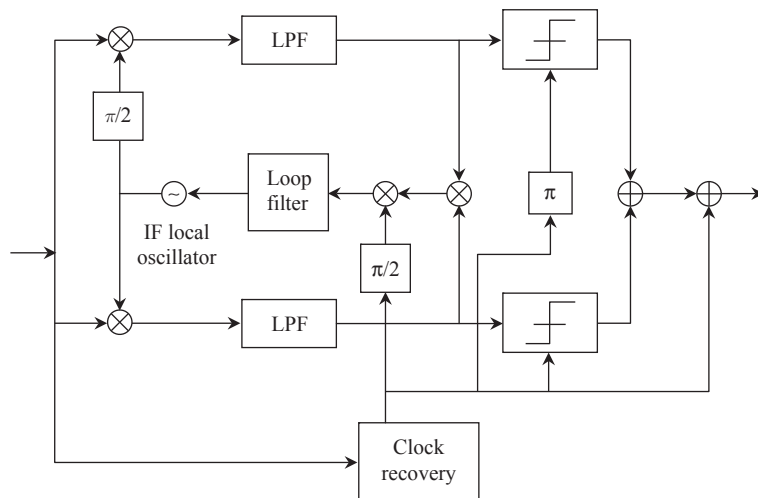 LPF
π/2
Loop
filter
~
π
IF local
oscillator
π/2
LPF
Clock
recovery